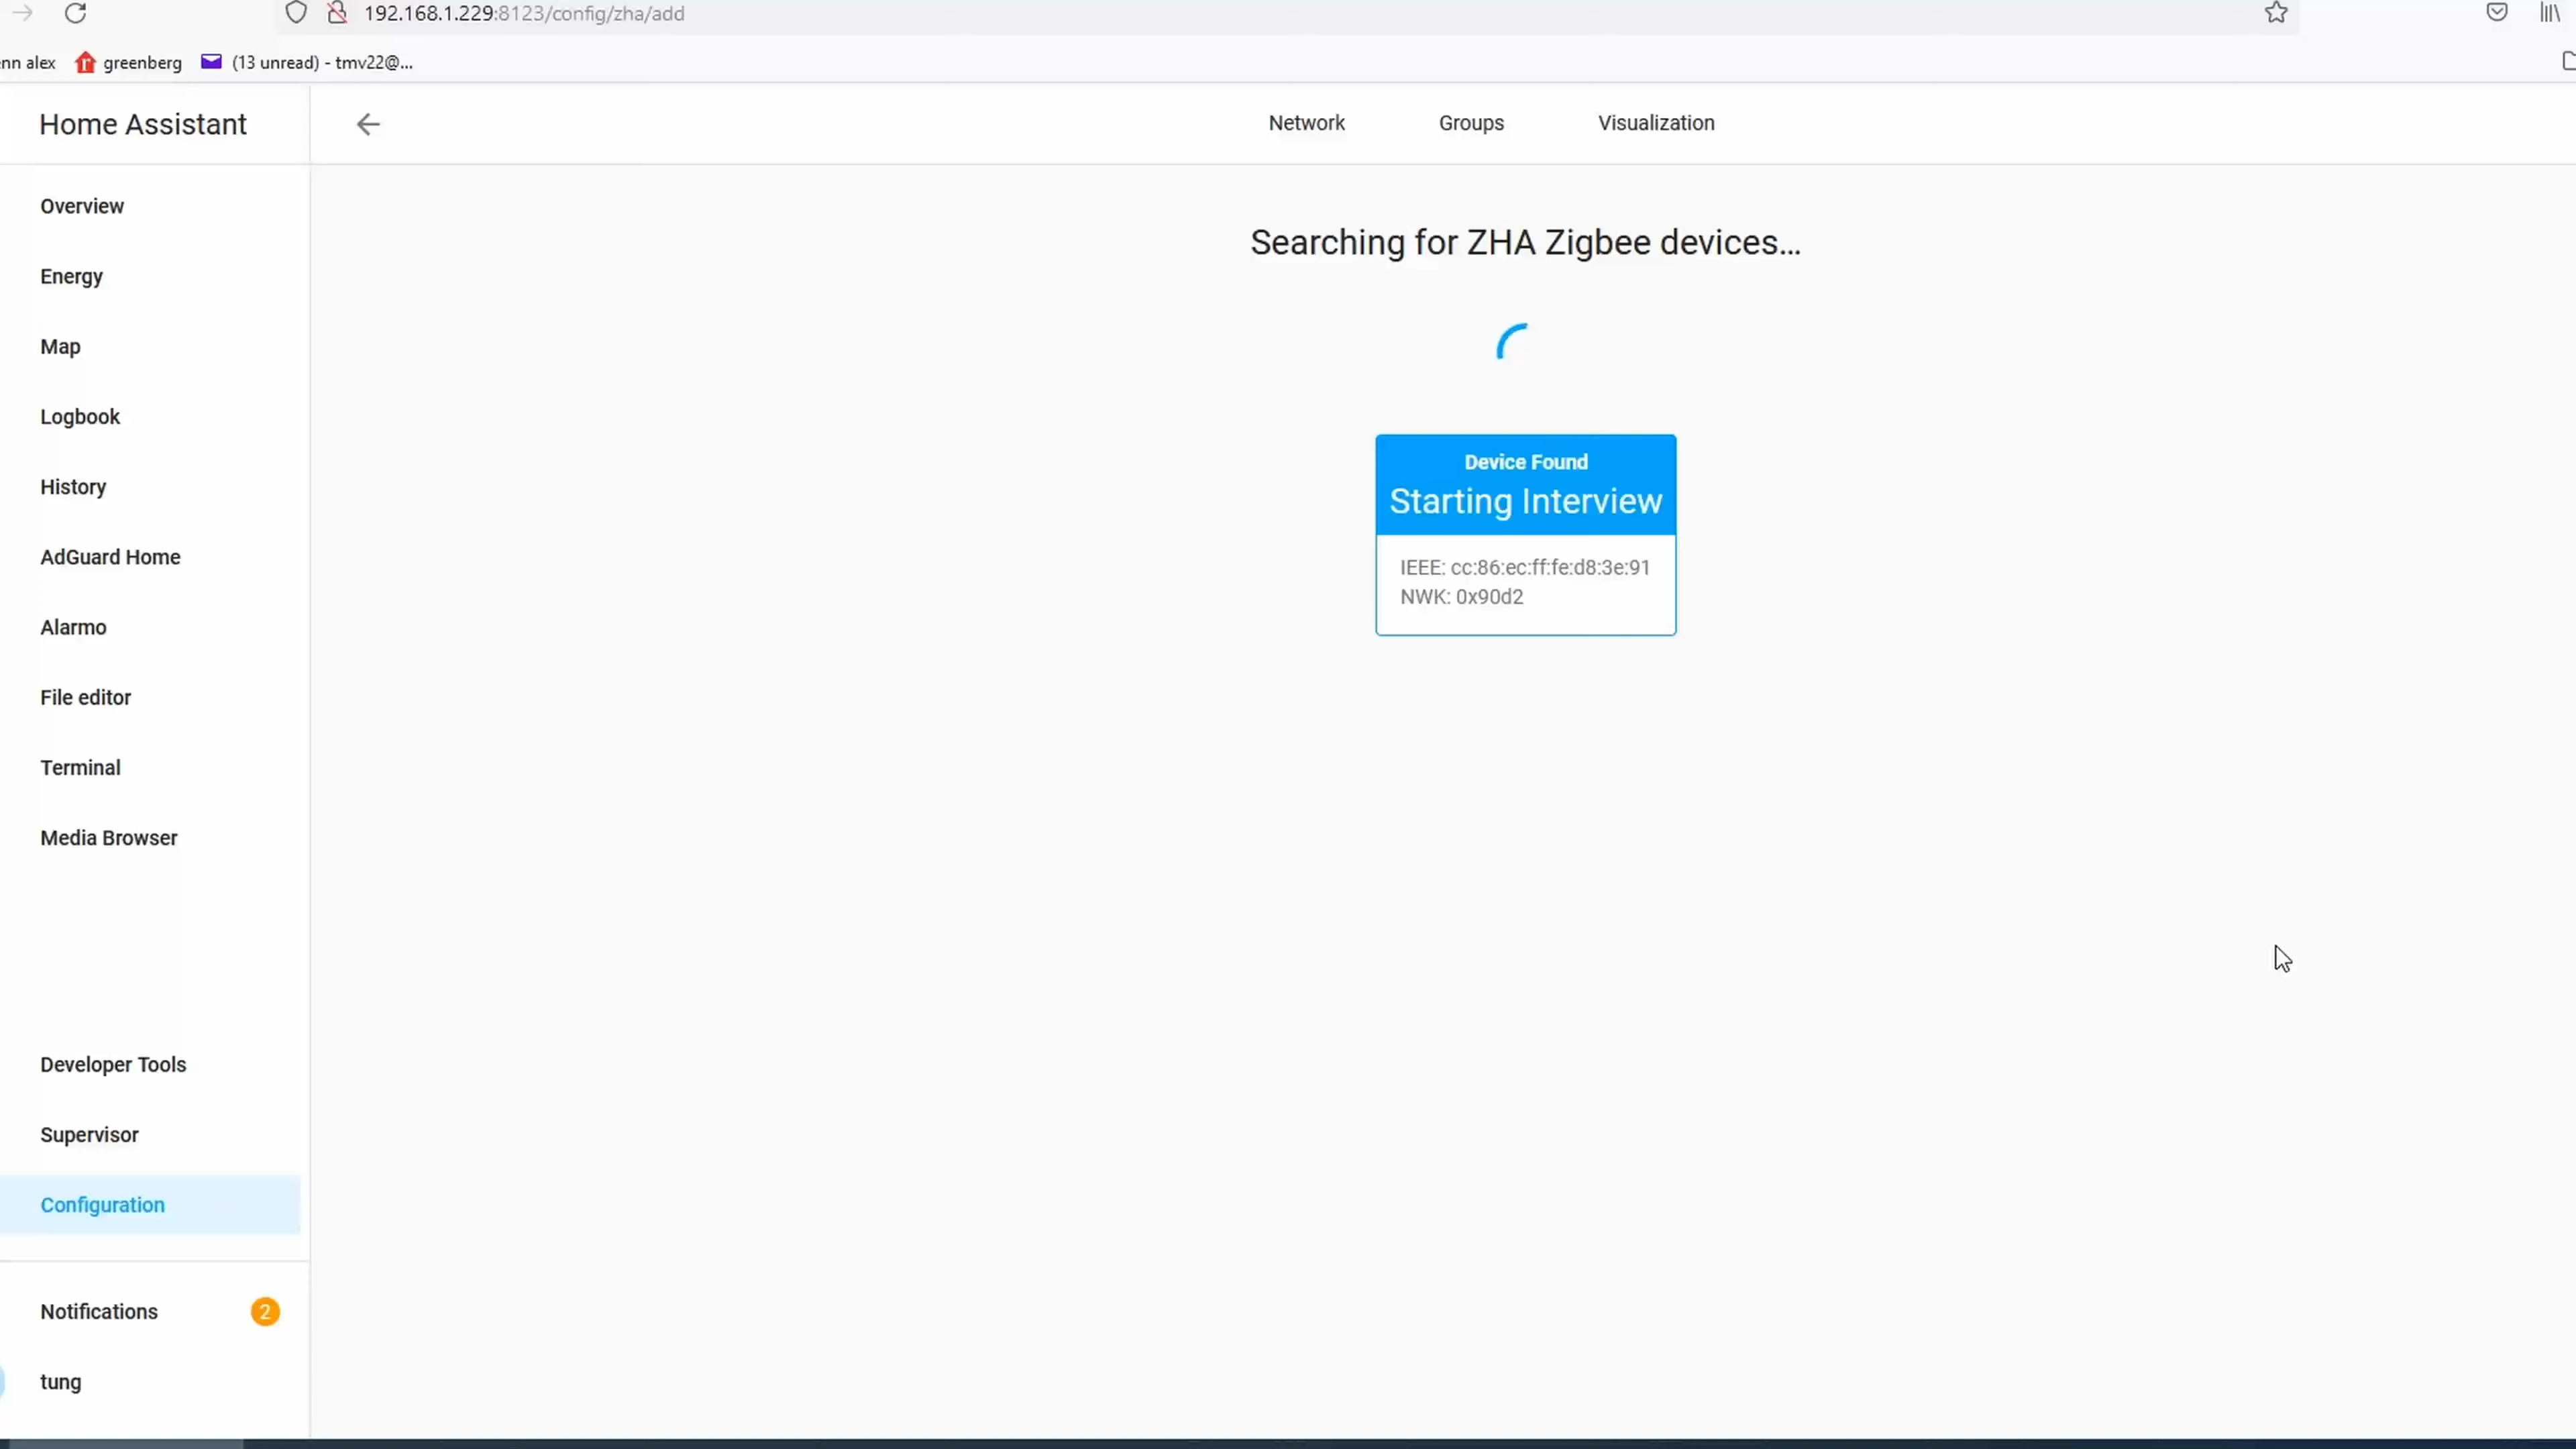 192.168.1.229:8123/config/zha/add
nn alex greenberg (13 unread) - tmv22@...
Home Assistant
Network Groups Visualization
Overview
Energy
Map
Logbook
History
AdGuard Home
Alarmo
File editor
Terminal
Media Browser
Developer Tools
Supervisor
Configuration
Notifications 2
tung
Searching for ZHA Zigbee devices...
Device Found
Starting Interview
IEEE: cc:86:ec:ff:fe:d8:3e:91
NWK: 0x90d2